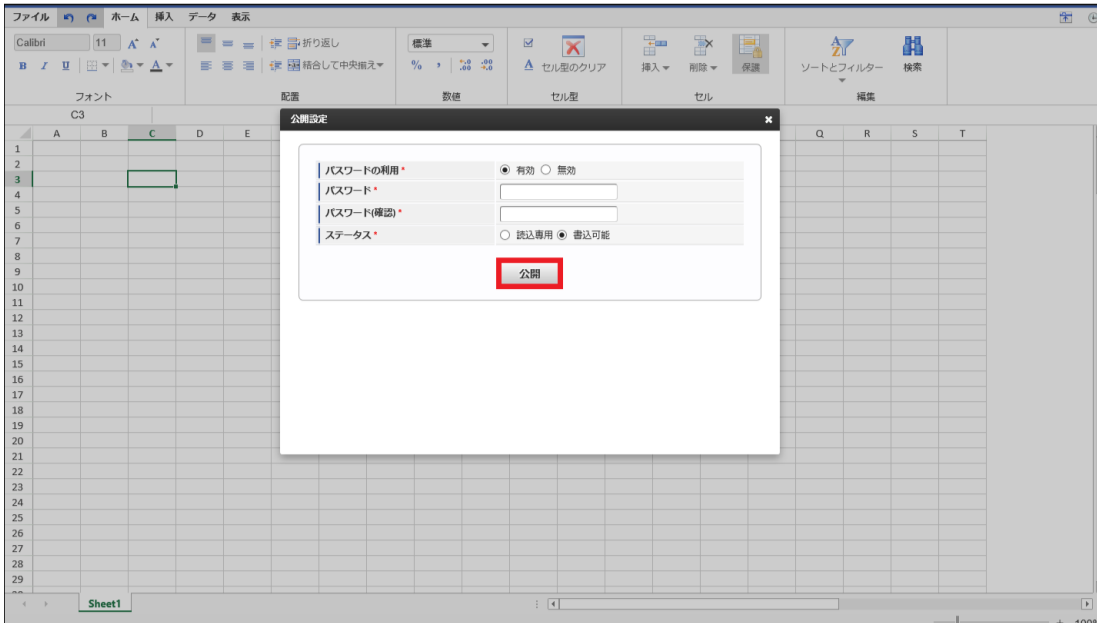 ファイル ホーム 挿入 データ 表示
Calibri 11 A A 折り返し 標準
B I U A 結合して中央揃え % , .00 .00 A セル型のクリア 挿入 削除 保護 ソートとフィルター 検索
フォント 配置 数値 セル型 セル 編集
C3
公開設定 ×
A B C D E Q R S T
1
2
3
4
5
6
7
8
9
10
11
12
13
14
15
16
17
18
19
20
21
22
23
24
25
26
27
28
29
パスワードの利用* 有効 無効
パスワード*
パスワード(確認)*
ステータス* 読込専用 書込可能
公開
Sheet1